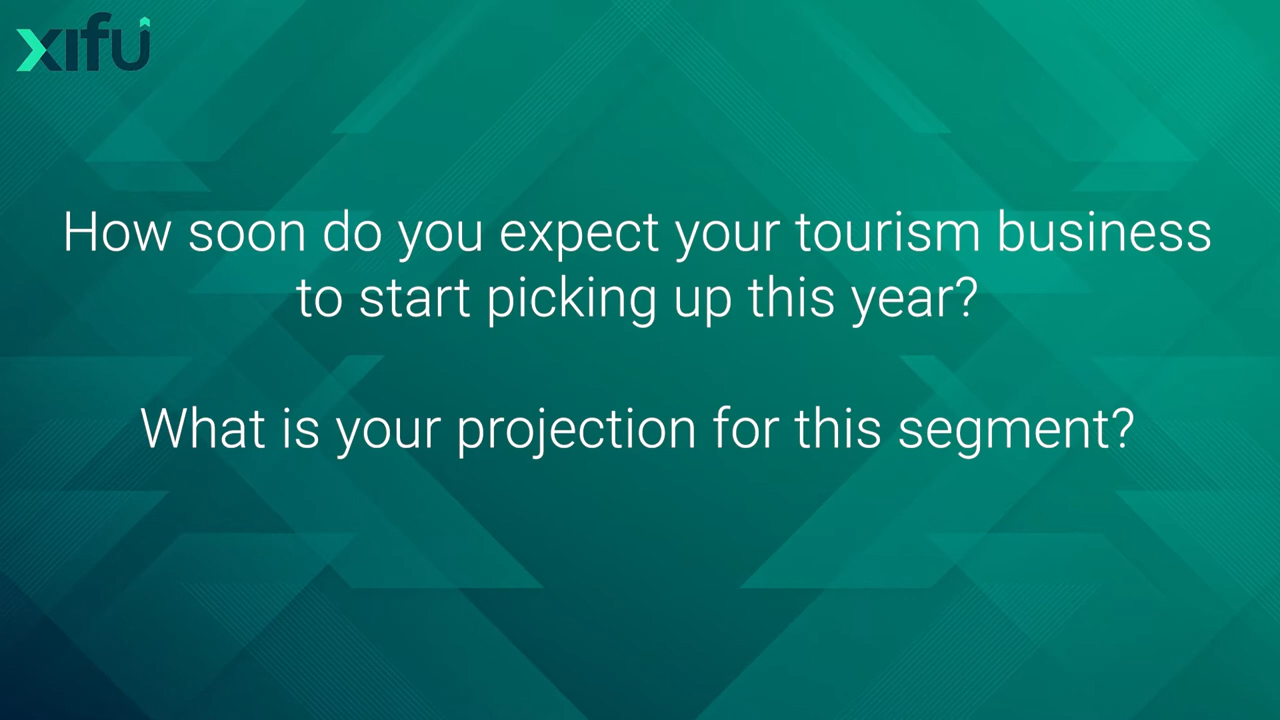 xifu
How soon do you expect your tourism business
to start picking up this year?
What is your projection for this segment?